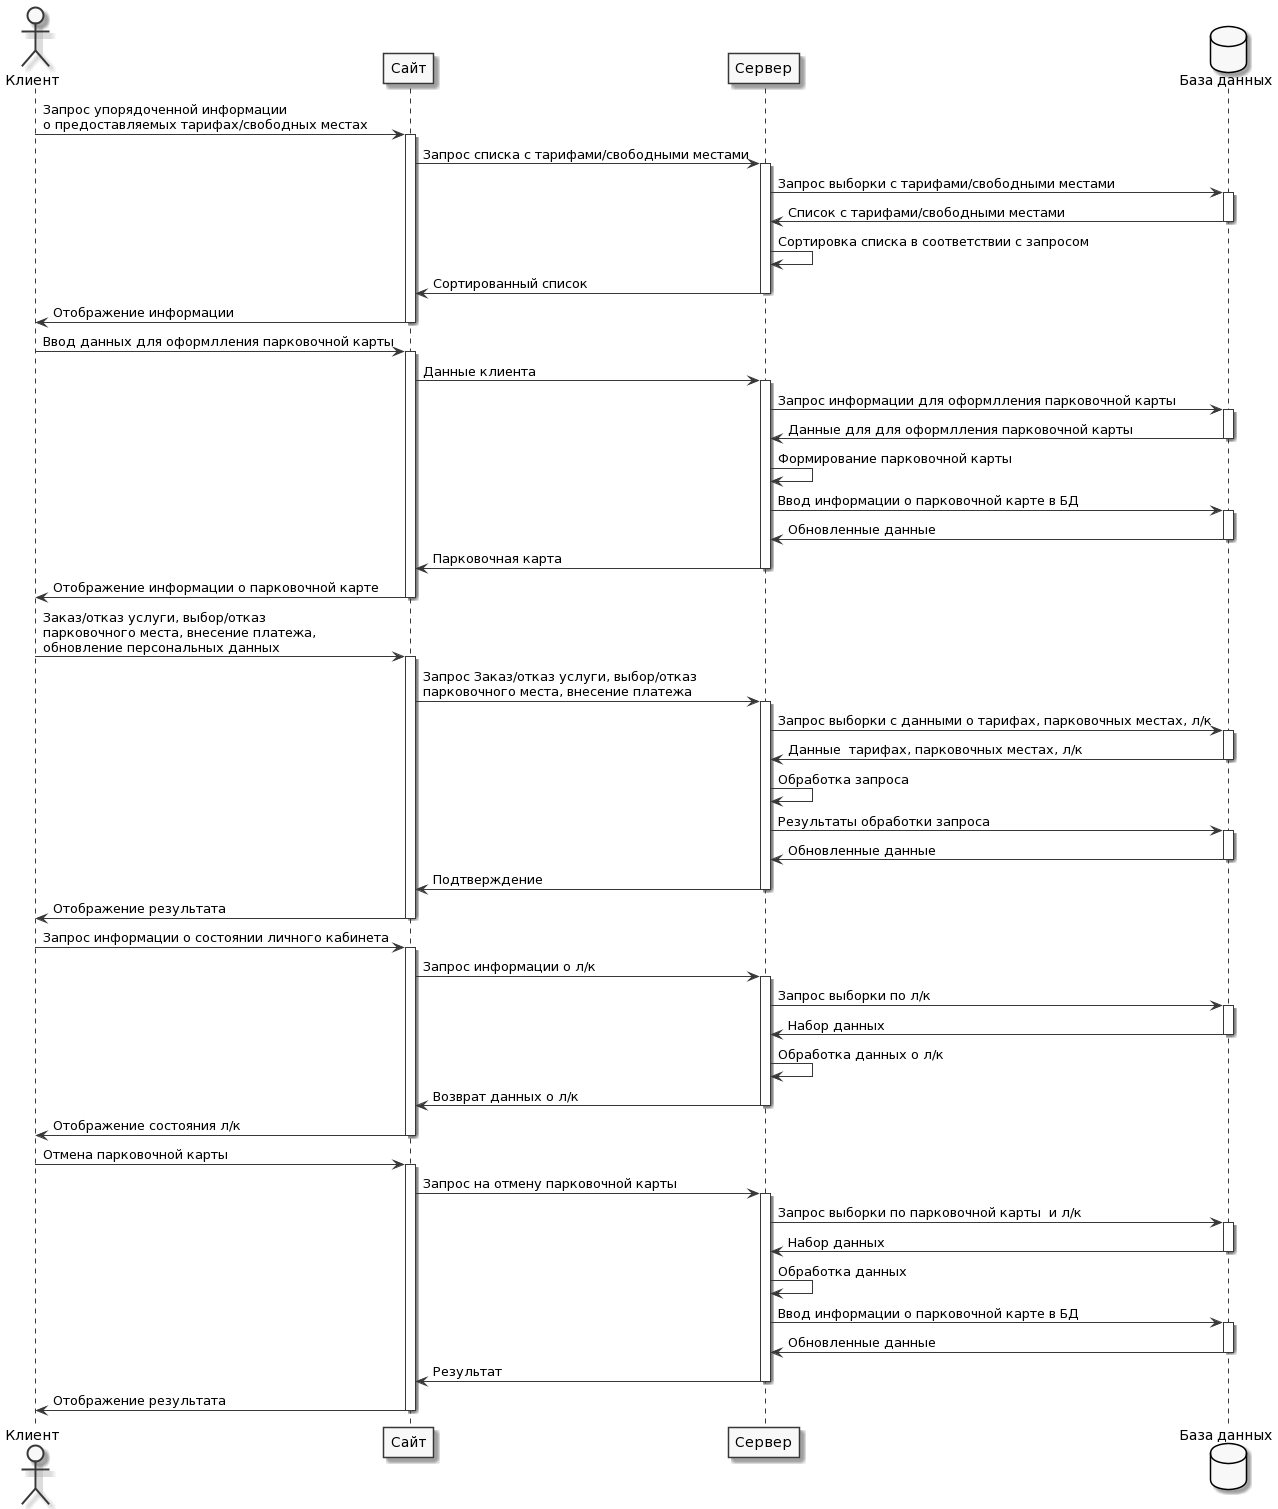 Клиент
Сайт
Сервер
База данных
Запрос упорядоченной информации
о предоставляемых тарифах/свободных местах
Запрос списка с тарифами/свободными местами
Запрос выборки с тарифами/свободными местами
Список с тарифами/свободными местами
Сортировка списка в соответствии с запросом
Сортированный список
Отображение информации
Ввод данных для оформлления парковочной карты
Данные клиента
Запрос информации для оформлления парковочной карты
Данные для для оформлления парковочной карты
Формирование парковочной карты
Ввод информации о парковочной карте в БД
Обновленные данные
Парковочная карта
Отображение информации о парковочной карте
Заказ/отказ услуги, выбор/отказ
парковочного места, внесение платежа,
обновление персональных данных
Запрос Заказ/отказ услуги, выбор/отказ
парковочного места, внесение платежа
Запрос выборки с данными о тарифах, парковочных местах, л/к
Данные  тарифах, парковочных местах, л/к
Обработка запроса
Результаты обработки запроса
Обновленные данные
Подтверждение
Отображение результата
Запрос информации о состоянии личного кабинета
Запрос информации о л/к
Запрос выборки по л/к
Набор данных
Обработка данных о л/к
Возврат данных о л/к
Отображение состояния л/к
Отмена парковочной карты
Запрос на отмену парковочной карты
Запрос выборки по парковочной карты  и л/к
Набор данных
Обработка данных
Ввод информации о парковочной карте в БД
Обновленные данные
Результат
Отображение результата
Клиент
Сайт
Сервер
База данных